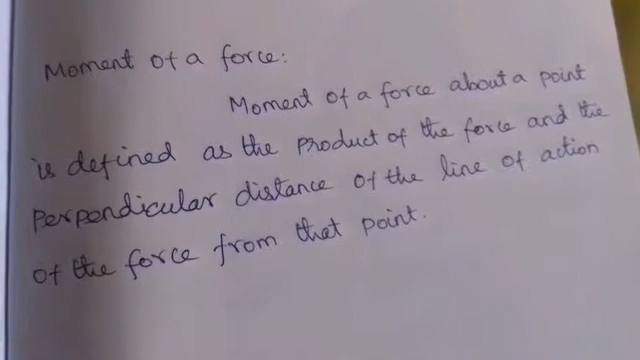 Moment of a force:
Moment of a force about a point
is defined as the product of the force and the
perpendicular distance of the line of action
of the force from that point.